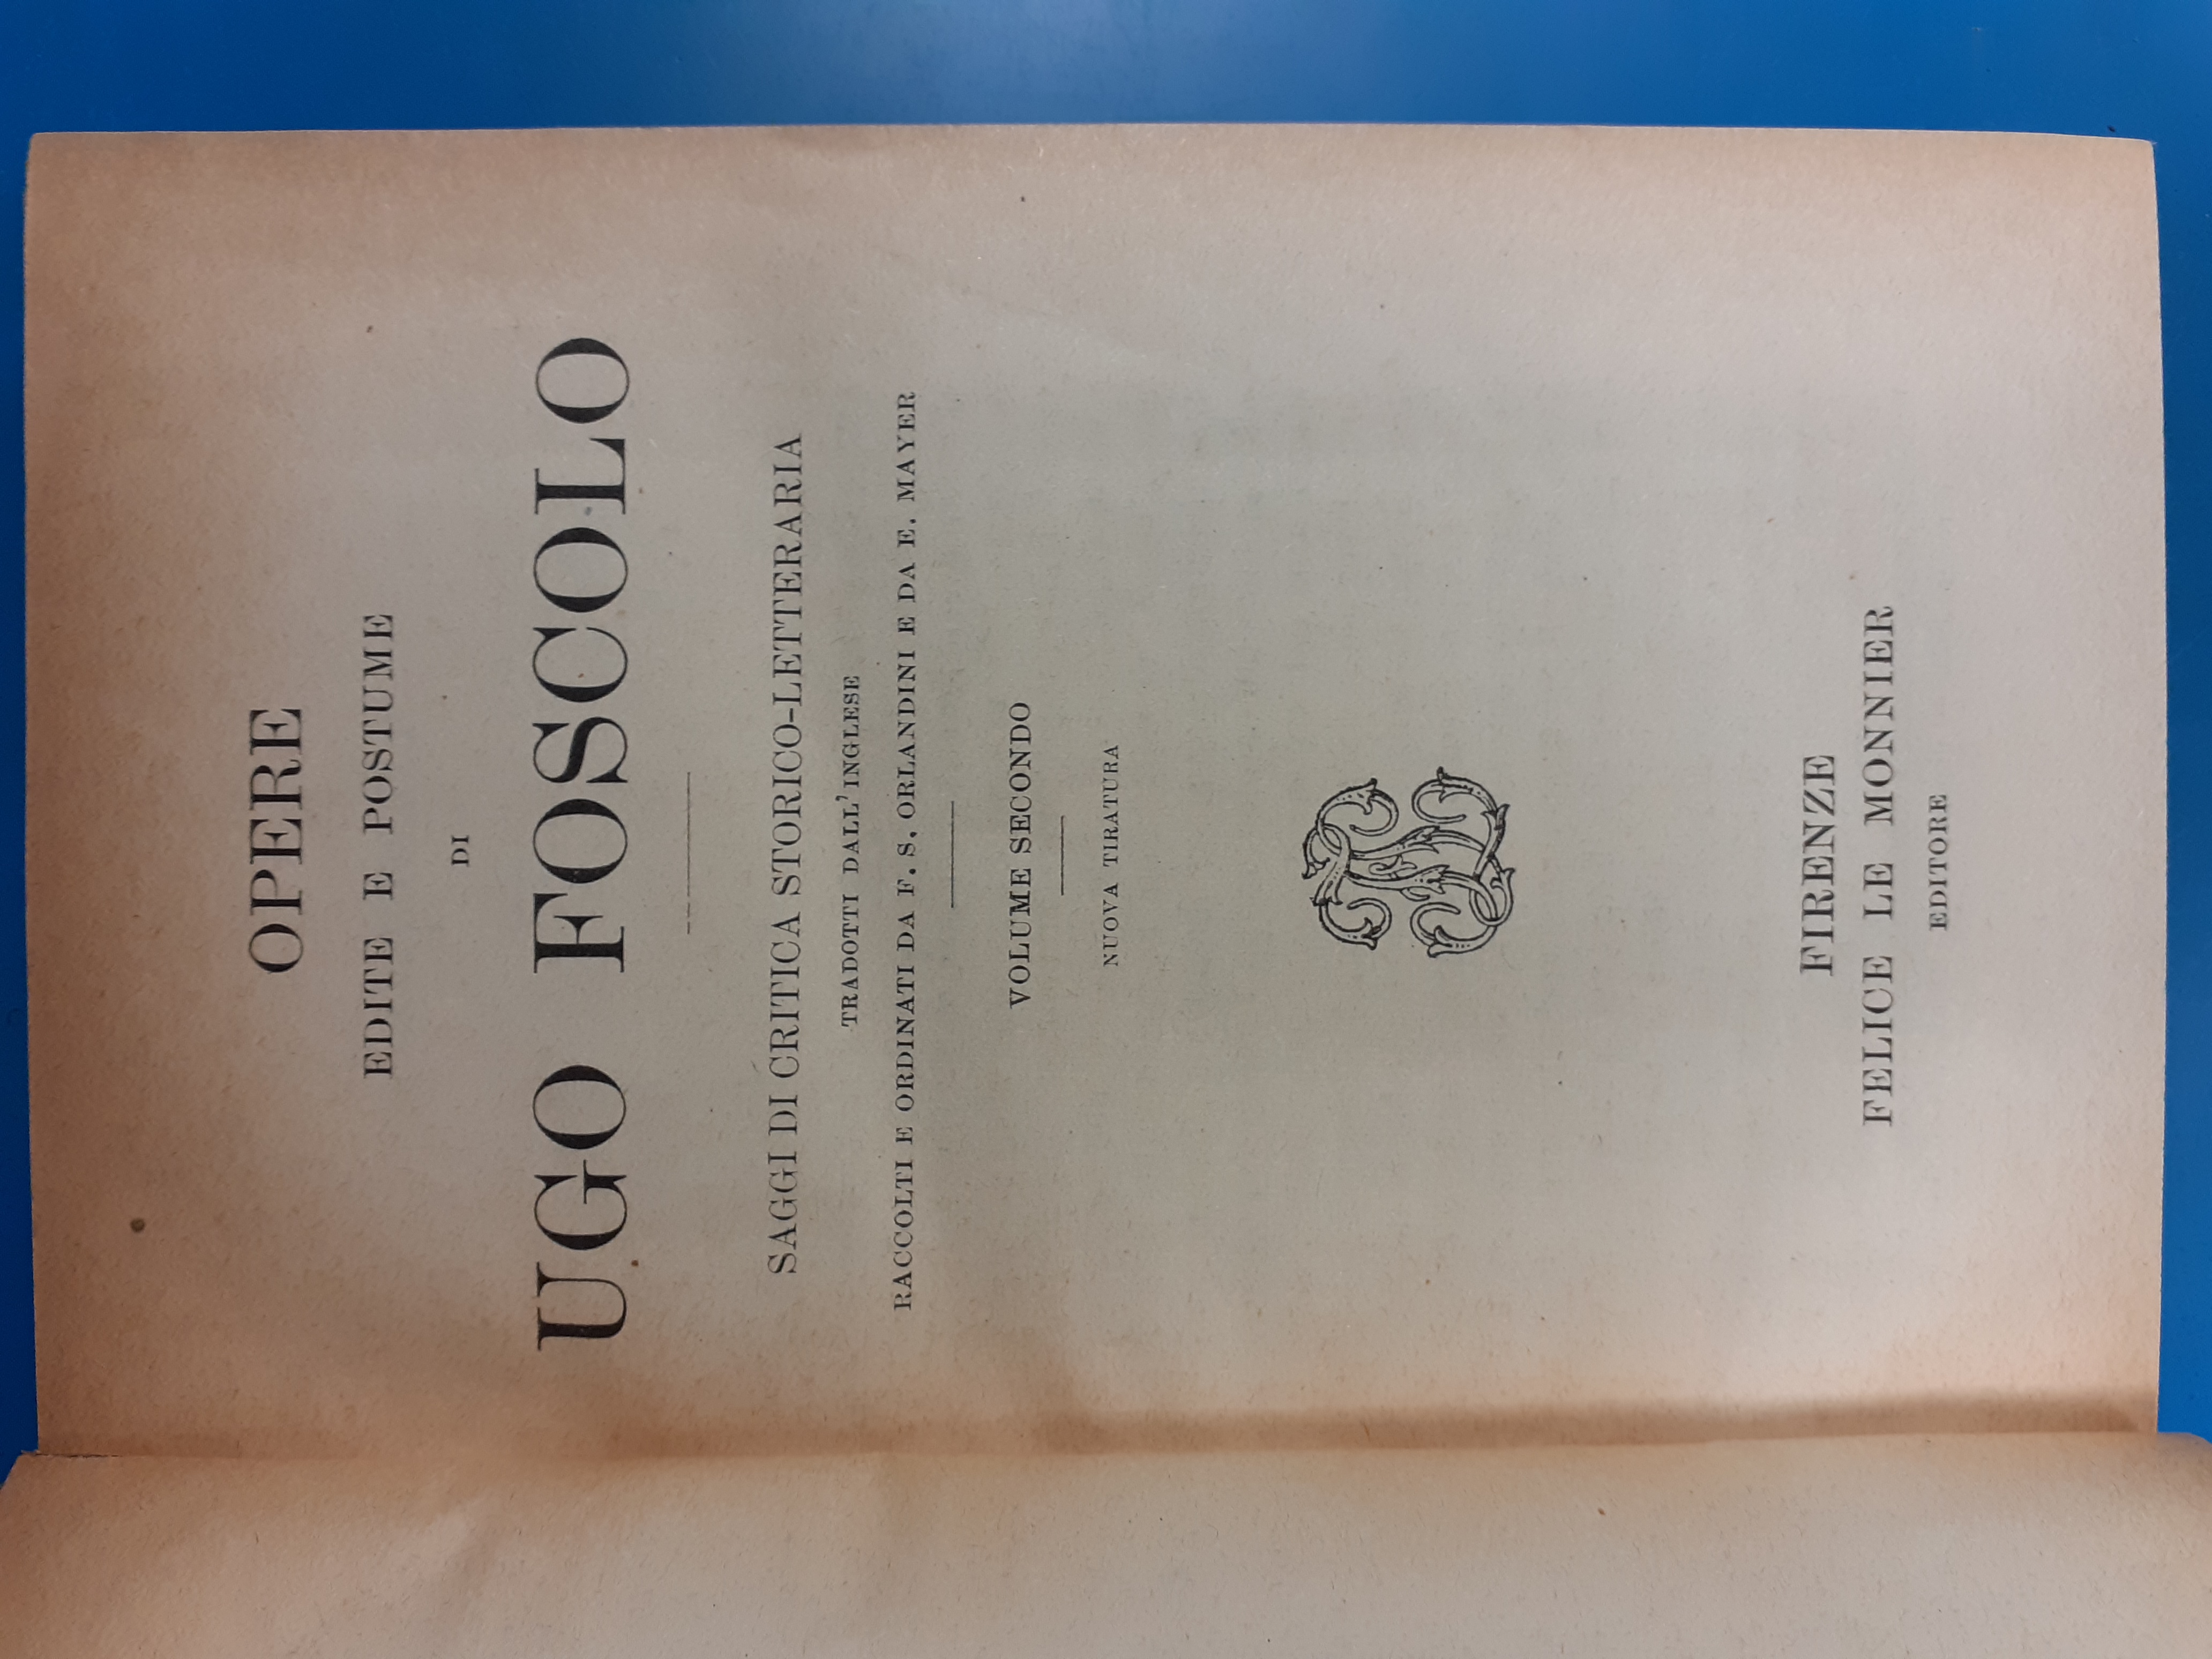 OPERE
EDITE E POSTUME
DI
UGO FOSCOLO
SAGGI DI CRITICA STORICO-LETTERARIA
TRADOTTI DALL'INGLESE
RACCOLTI E ORDINATI DA F. S. ORLANDINI E DA E. MAYER
VOLUME SECONDO
NUOVA TIRATURA
FIRENZE
FELICE LE MONNIER
EDITORE